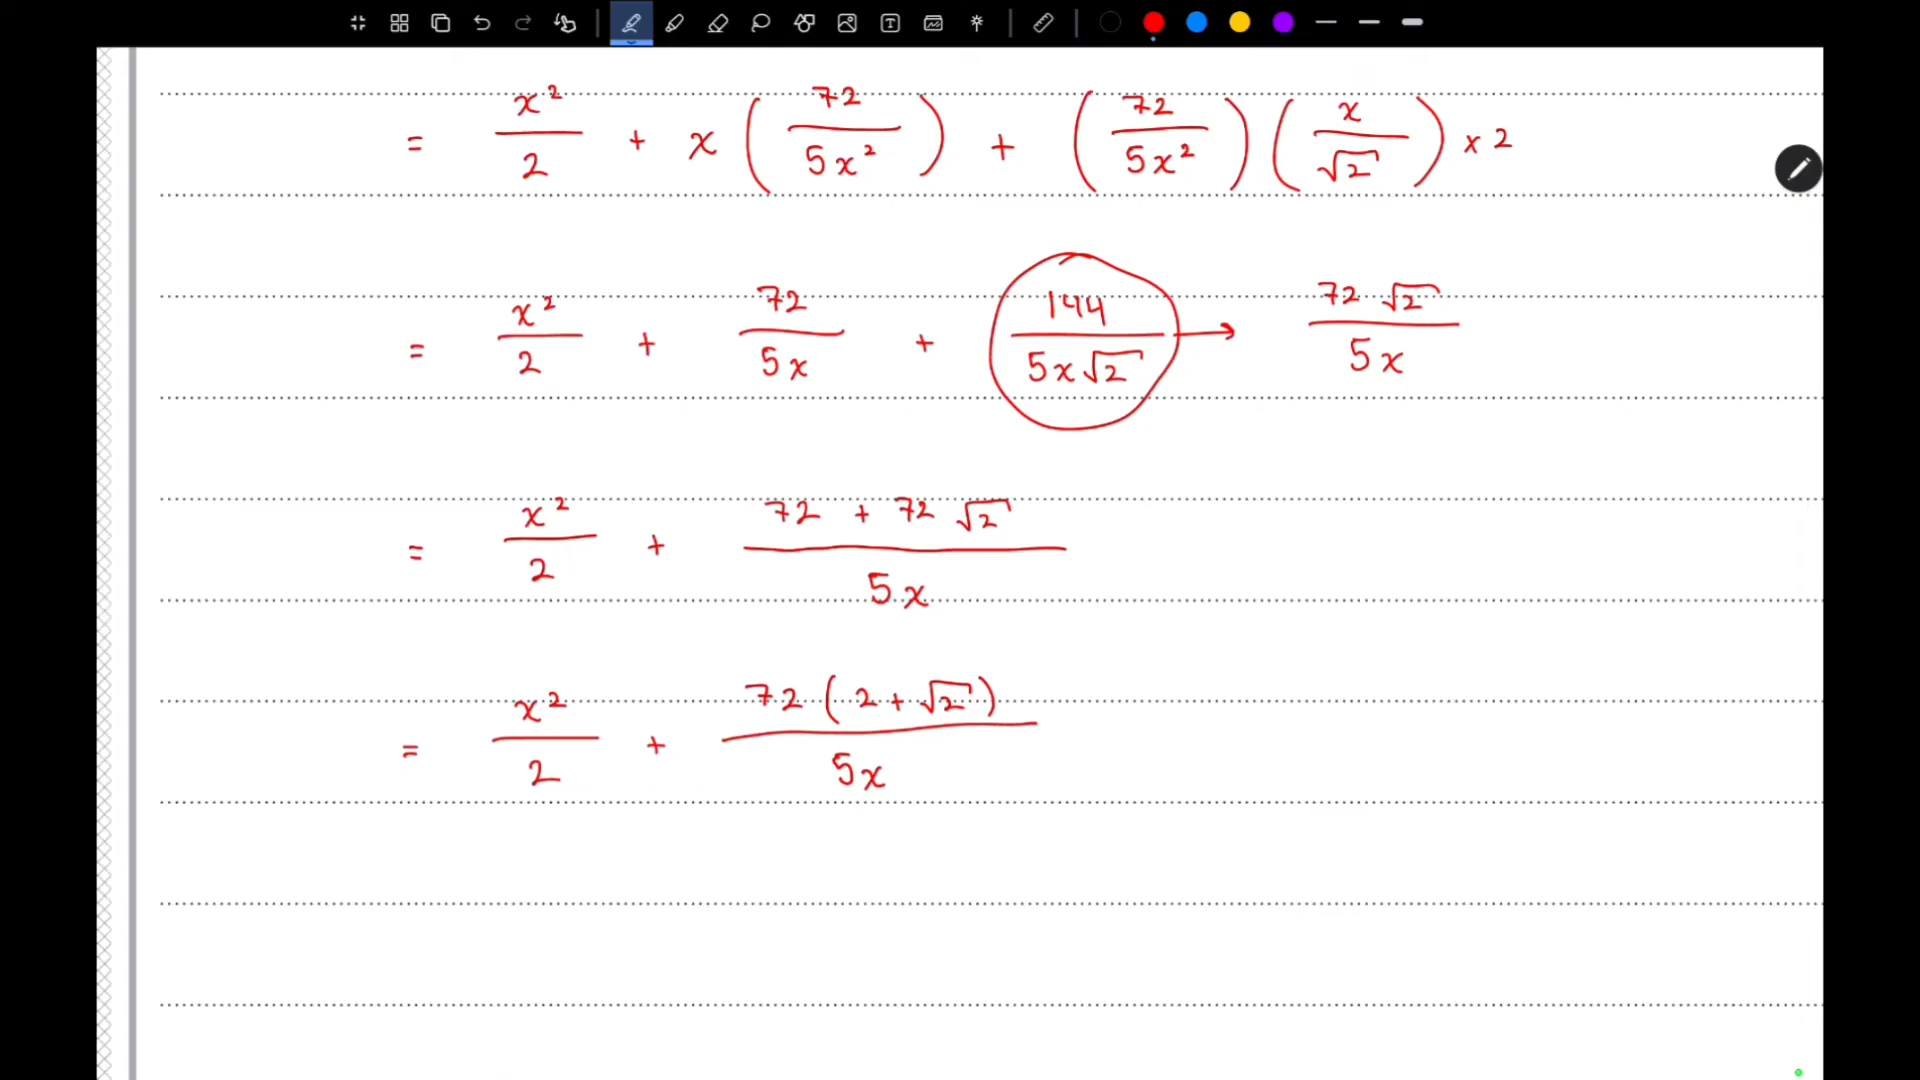 = x²/2 + x (72/5x²) + (72/5x²) (x/√2) × 2
= x²/2 + 72/5x + 144/5x√2 → 72 √2/5x
= x²/2 + (72 + 72 √2)/5x
= x²/2 + 72 (2 + √2)/5x